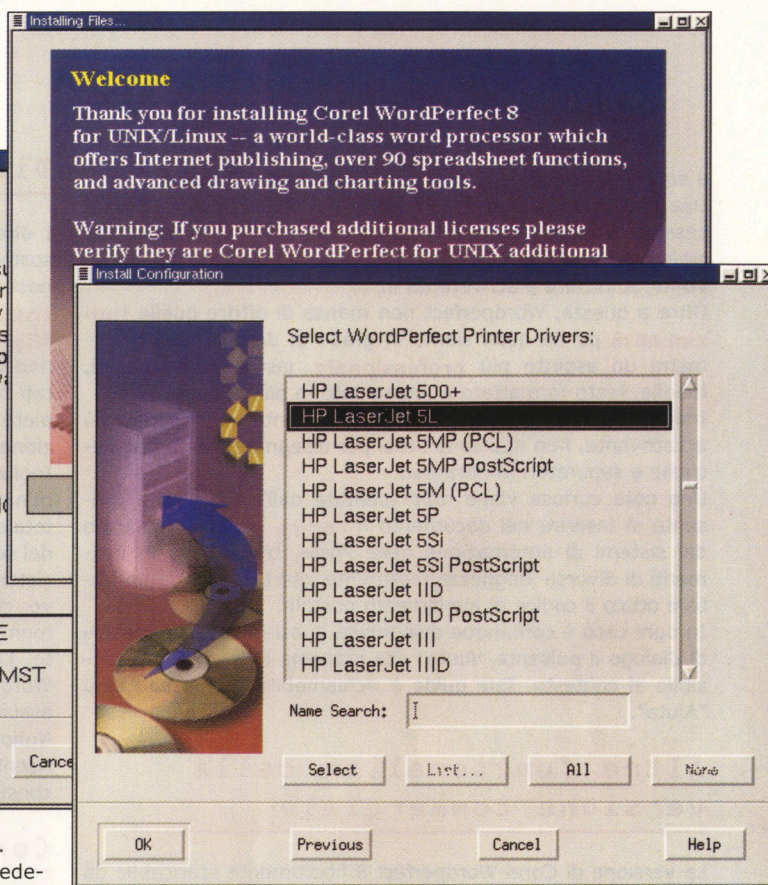 Installing Files...
Welcome
Thank you for installing Corel WordPerfect 8
for UNIX/Linux -- a world-class word processor which
offers Internet publishing, over 90 spreadsheet functions,
and advanced drawing and charting tools.
Warning: If you purchased additional licenses please
verify they are Corel WordPerfect for UNIX additional
Install Configuration
Select WordPerfect Printer Drivers:
HP LaserJet 500+
HP LaserJet 5L
HP LaserJet 5MP (PCL)
HP LaserJet 5MP PostScript
HP LaserJet 5M (PCL)
HP LaserJet 5P
HP LaserJet 5Si
HP LaserJet 5Si PostScript
HP LaserJet IID
HP LaserJet IID PostScript
HP LaserJet III
HP LaserJet IIID
Name Search:
Select List... All None
OK Previous Cancel Help
MST
Cance
ede-